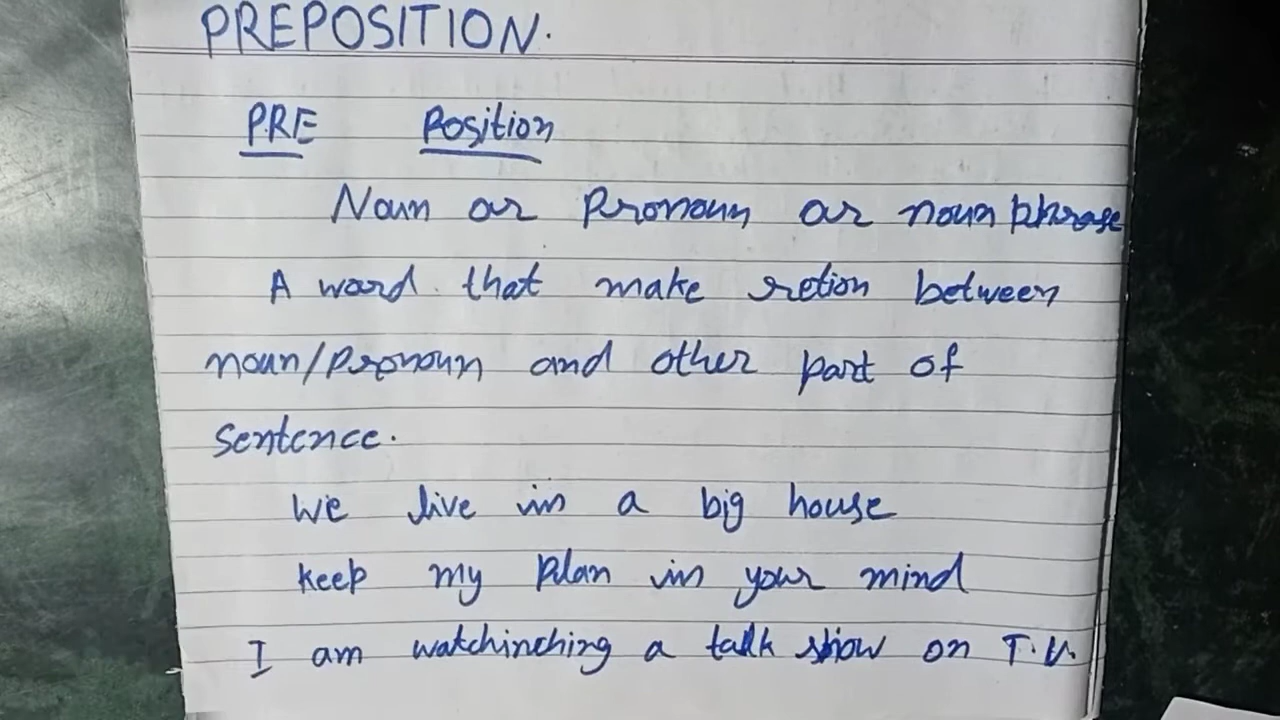 PREPOSITION.
PRE Position
Noun or Pronoun or noun phrase
A word that make retion between
noun/Pronoun and other part of
Sentence.
We live in a big house
keep my plan in your mind
I am watchinching a talk show on T.V.